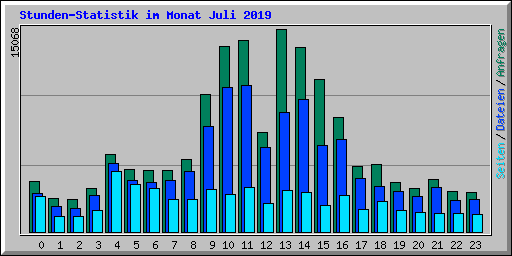 Stunden-Statistik im Monat Juli 2019
15068
Seiten / Dateien / Anfragen
0 1 2 3 4 5 6 7 8 9 10 11 12 13 14 15 16 17 18 19 20 21 22 23